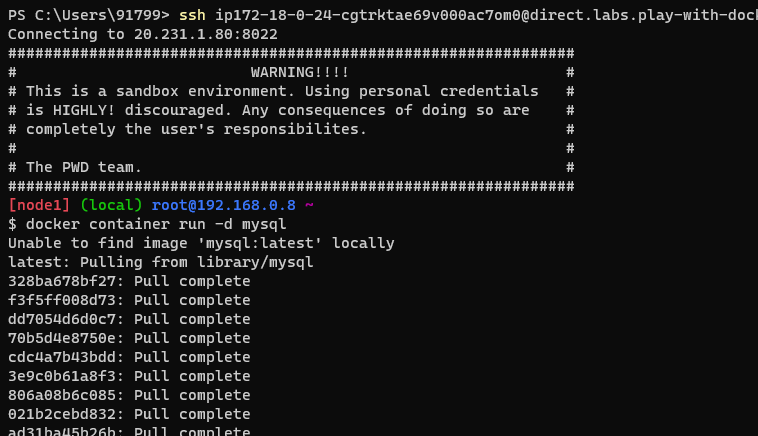 PS C:\Users\91799> ssh ip172-18-0-24-cgtrktae69v000ac7om0@direct.labs.play-with-dock
Connecting to 20.231.1.80:8022
###############################################################
#                          WARNING!!!!                        #
# This is a sandbox environment. Using personal credentials   #
# is HIGHLY! discouraged. Any consequences of doing so are    #
# completely the user's responsibilites.                      #
#                                                             #
# The PWD team.                                               #
###############################################################
[node1] (local) root@192.168.0.8 ~
$ docker container run -d mysql
Unable to find image 'mysql:latest' locally
latest: Pulling from library/mysql
328ba678bf27: Pull complete
f3f5ff008d73: Pull complete
dd7054d6d0c7: Pull complete
70b5d4e8750e: Pull complete
cdc4a7b43bdd: Pull complete
3e9c0b61a8f3: Pull complete
806a08b6c085: Pull complete
021b2cebd832: Pull complete
ad31ba45b26b: Pull complete